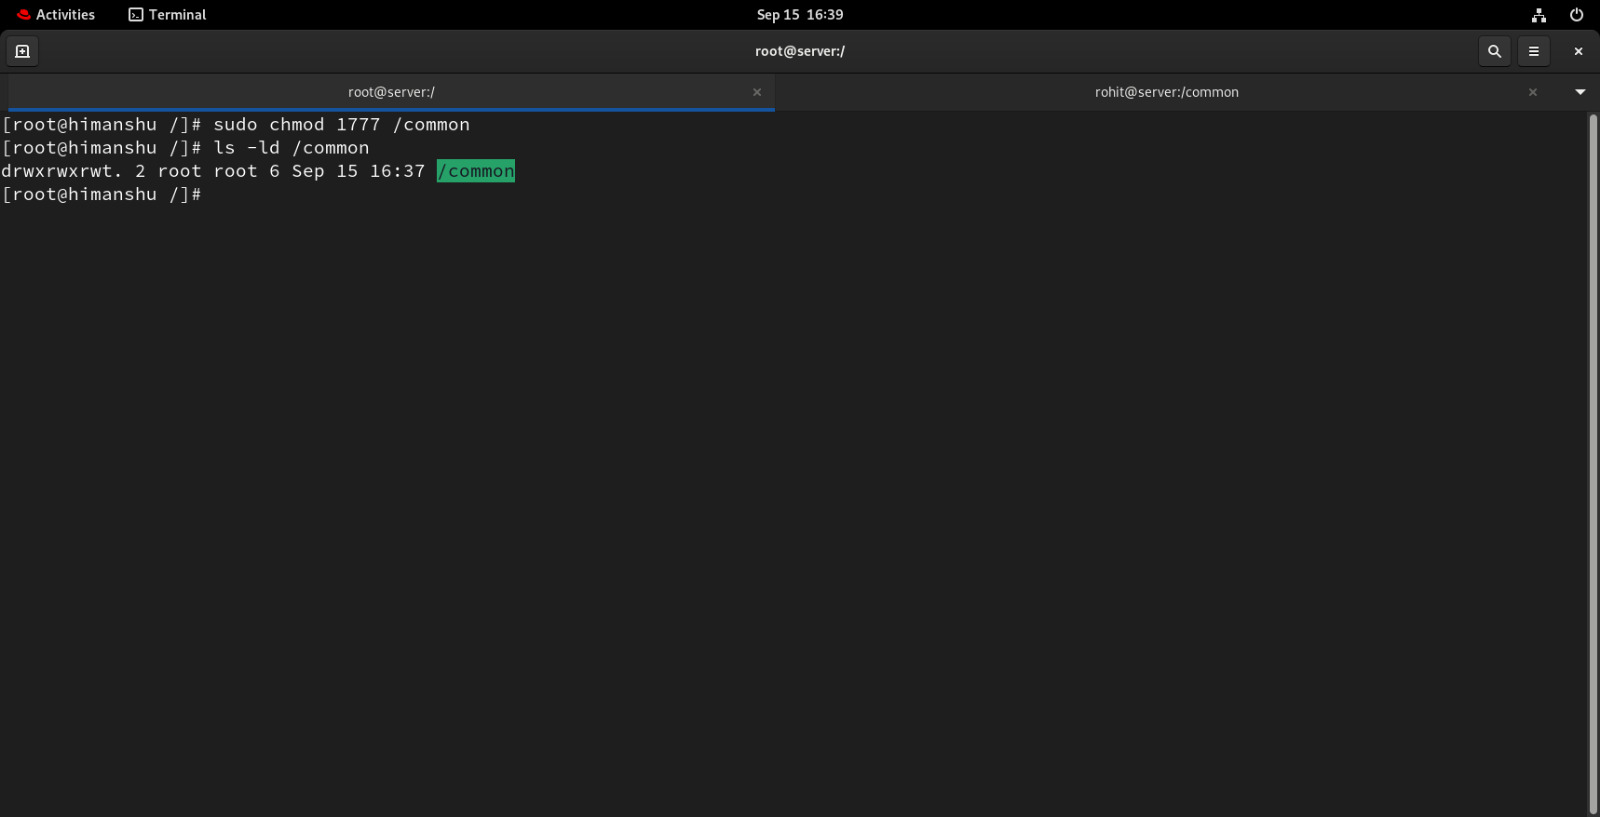 Activities Terminal Sep 15 16:39
root@server:/
root@server:/ × rohit@server:/common ×
[root@himanshu /]# sudo chmod 1777 /common
[root@himanshu /]# ls -ld /common
drwxrwxrwt. 2 root root 6 Sep 15 16:37 /common
[root@himanshu /]#